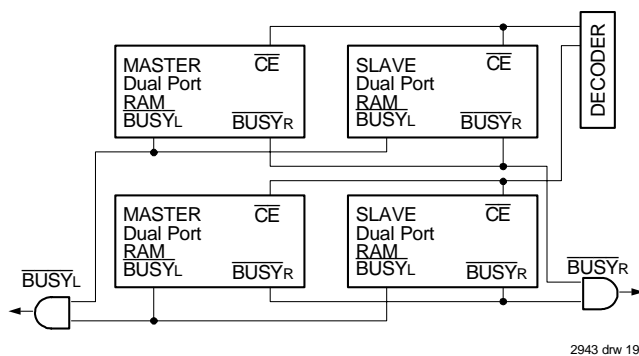 MASTER
Dual Port
RAM
BUSYL
CE
BUSYR
SLAVE
Dual Port
RAM
BUSYL
CE
BUSYR
DECODER
MASTER
Dual Port
RAM
BUSYL
CE
BUSYR
SLAVE
Dual Port
RAM
BUSYL
CE
BUSYR
BUSYL
BUSYR
2943 drw 19